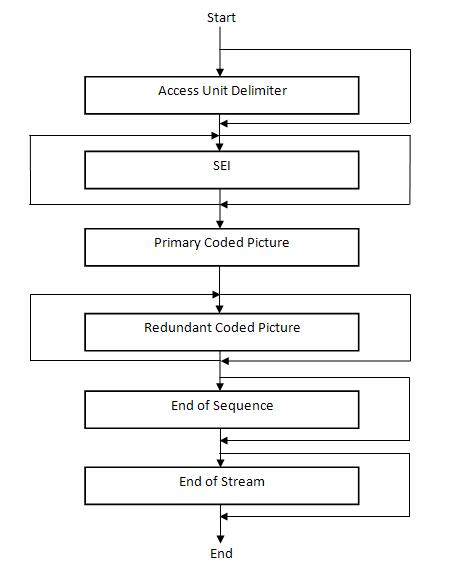 Start
Access Unit Delimiter
SEI
Primary Coded Picture
Redundant Coded Picture
End of Sequence
End of Stream
End